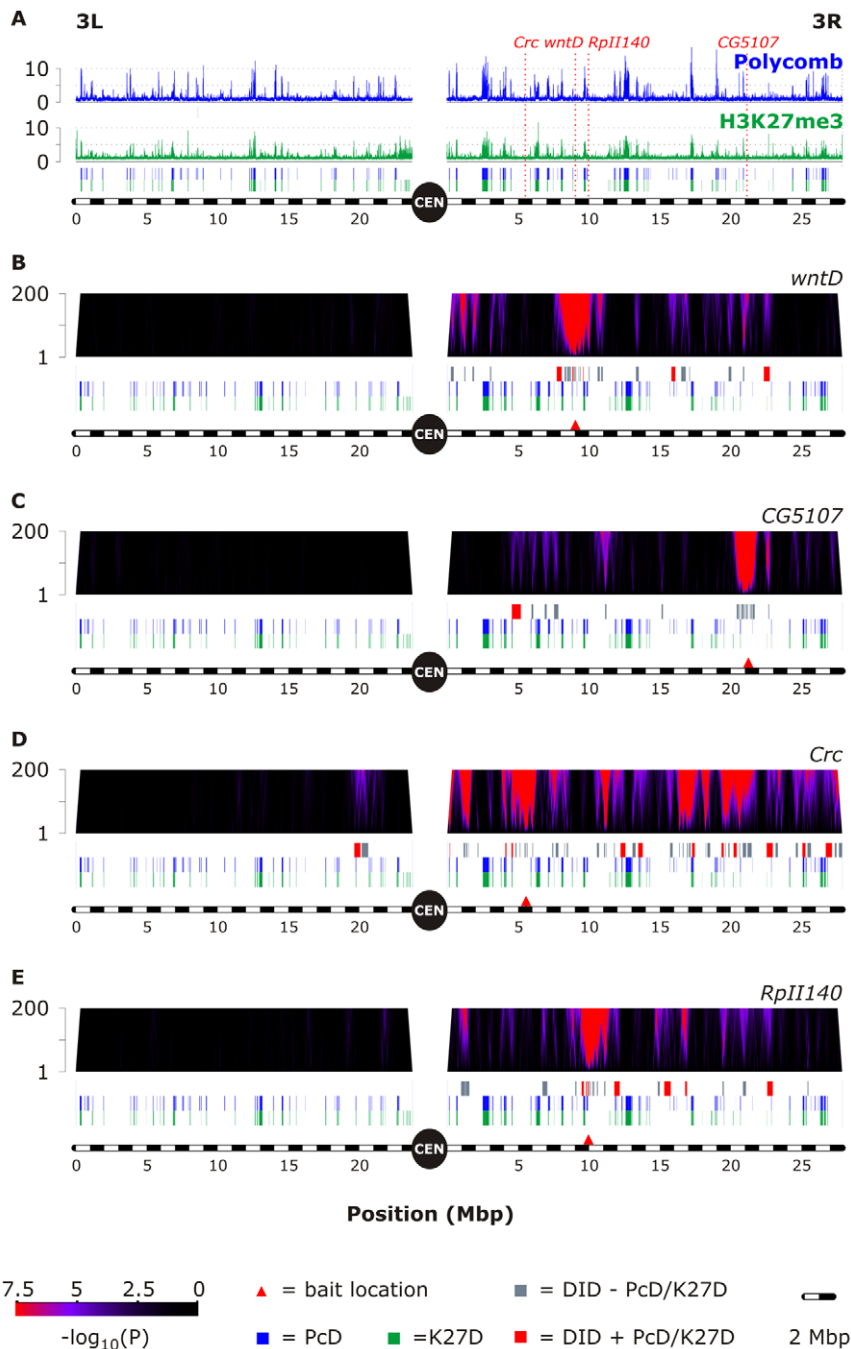 A 3L 3R
Crc wntD RpII140 CG5107
Polycomb
10
0
H3K27me3
10
0
CEN
0 5 10 15 20 0 5 10 15 20 25
B wntD
200
1
CEN
0 5 10 15 20 5 10 15 20 25
C CG5107
200
1
CEN
0 5 10 15 20 5 10 15 20 25
D Crc
200
1
CEN
0 5 10 15 20 5 10 15 20 25
E RpII140
200
1
CEN
0 5 10 15 20 5 10 15 20 25
Position (Mbp)
7.5 5 2.5 0
-log10(P)
= bait location = DID - PcD/K27D
= PcD =K27D = DID + PcD/K27D 2 Mbp